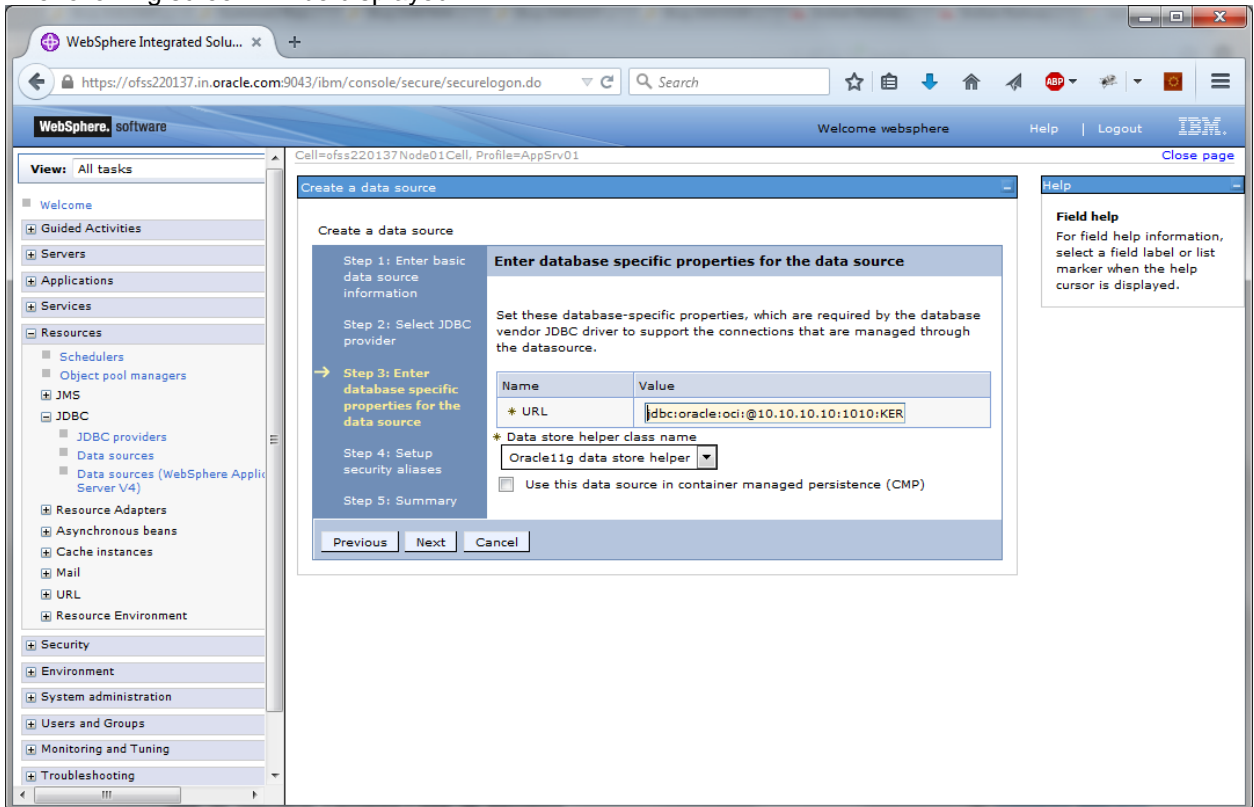 WebSphere Integrated Solu...
https://ofss220137.in.oracle.com:9043/ibm/console/secure/securelogon.do
Search
ABP
WebSphere. software
Welcome websphere
Help | Logout
IBM.
View: All tasks
Welcome
Guided Activities
Servers
Applications
Services
Resources
Schedulers
Object pool managers
JMS
JDBC
JDBC providers
Data sources
Data sources (WebSphere Applic
Server V4)
Resource Adapters
Asynchronous beans
Cache instances
Mail
URL
Resource Environment
Security
Environment
System administration
Users and Groups
Monitoring and Tuning
Troubleshooting
Cell=ofss220137Node01Cell, Profile=AppSrv01
Close page
Create a data source
Create a data source
Step 1: Enter basic
data source
information
Step 2: Select JDBC
provider
Step 3: Enter
database specific
properties for the
data source
Step 4: Setup
security aliases
Step 5: Summary
Enter database specific properties for the data source
Set these database-specific properties, which are required by the database
vendor JDBC driver to support the connections that are managed through
the datasource.
Name Value
* URL jdbc:oracle:oci:@10.10.10.10:1010:KER
* Data store helper class name
Oracle11g data store helper
Use this data source in container managed persistence (CMP)
Previous Next Cancel
Help
Field help
For field help information,
select a field label or list
marker when the help
cursor is displayed.